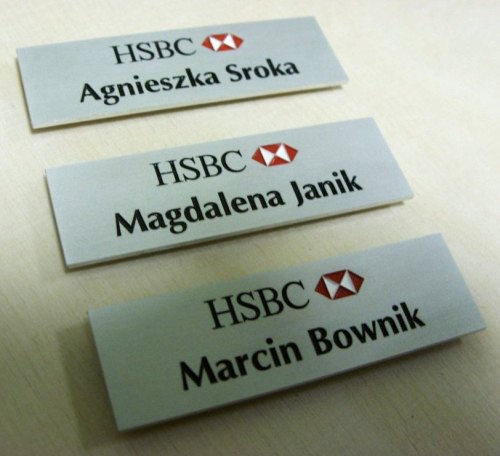 HSBC
Agnieszka Sroka
HSBC
Magdalena Janik
HSBC
Marcin Bownik